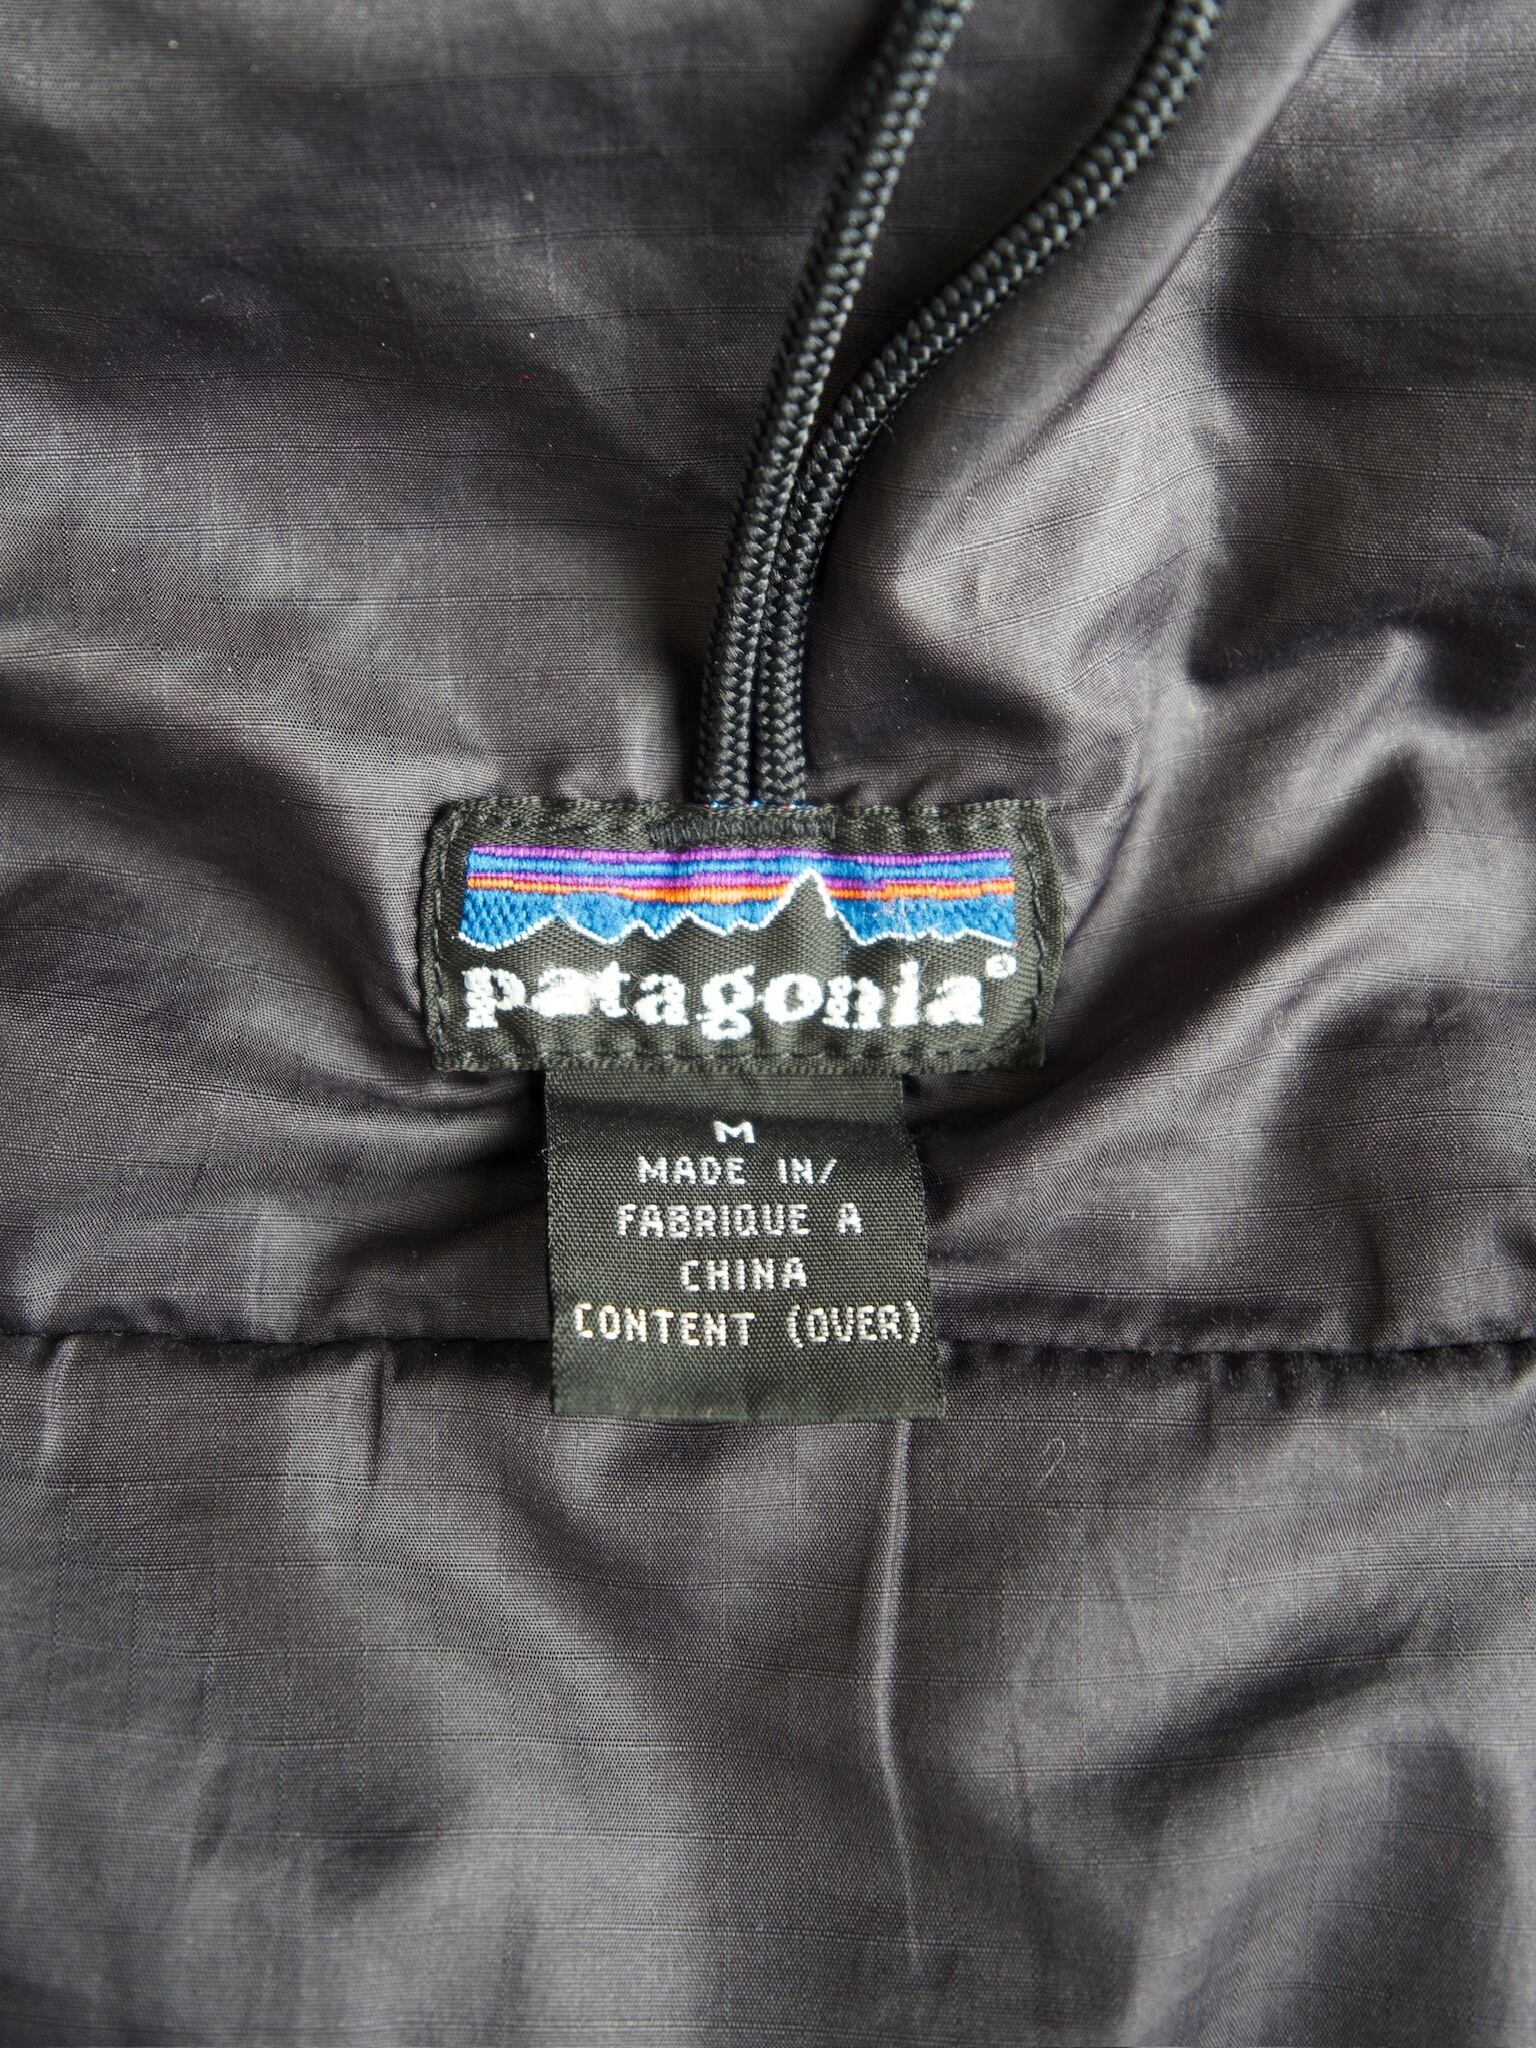 patagonia®
M
MADE IN/
FABRIQUE A
CHINA
CONTENT (OVER)